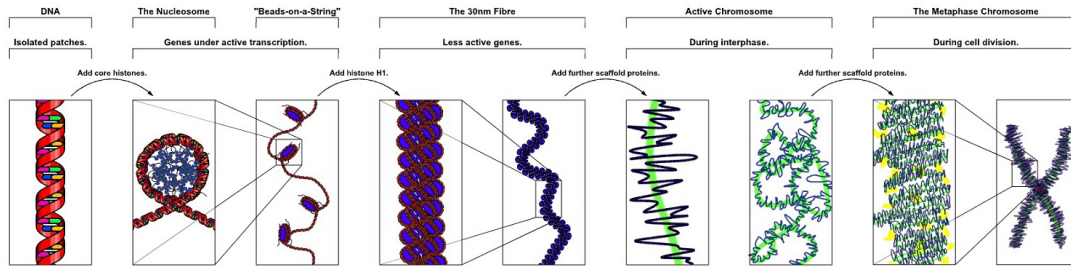 DNA
The Nucleosome
"Beads-on-a-String"
The 30nm Fibre
Active Chromosome
The Metaphase Chromosome
Isolated patches.
Genes under active transcription.
Less active genes.
During interphase.
During cell division.
Add core histones.
Add histone H1.
Add further scaffold proteins.
Add further scaffold proteins.